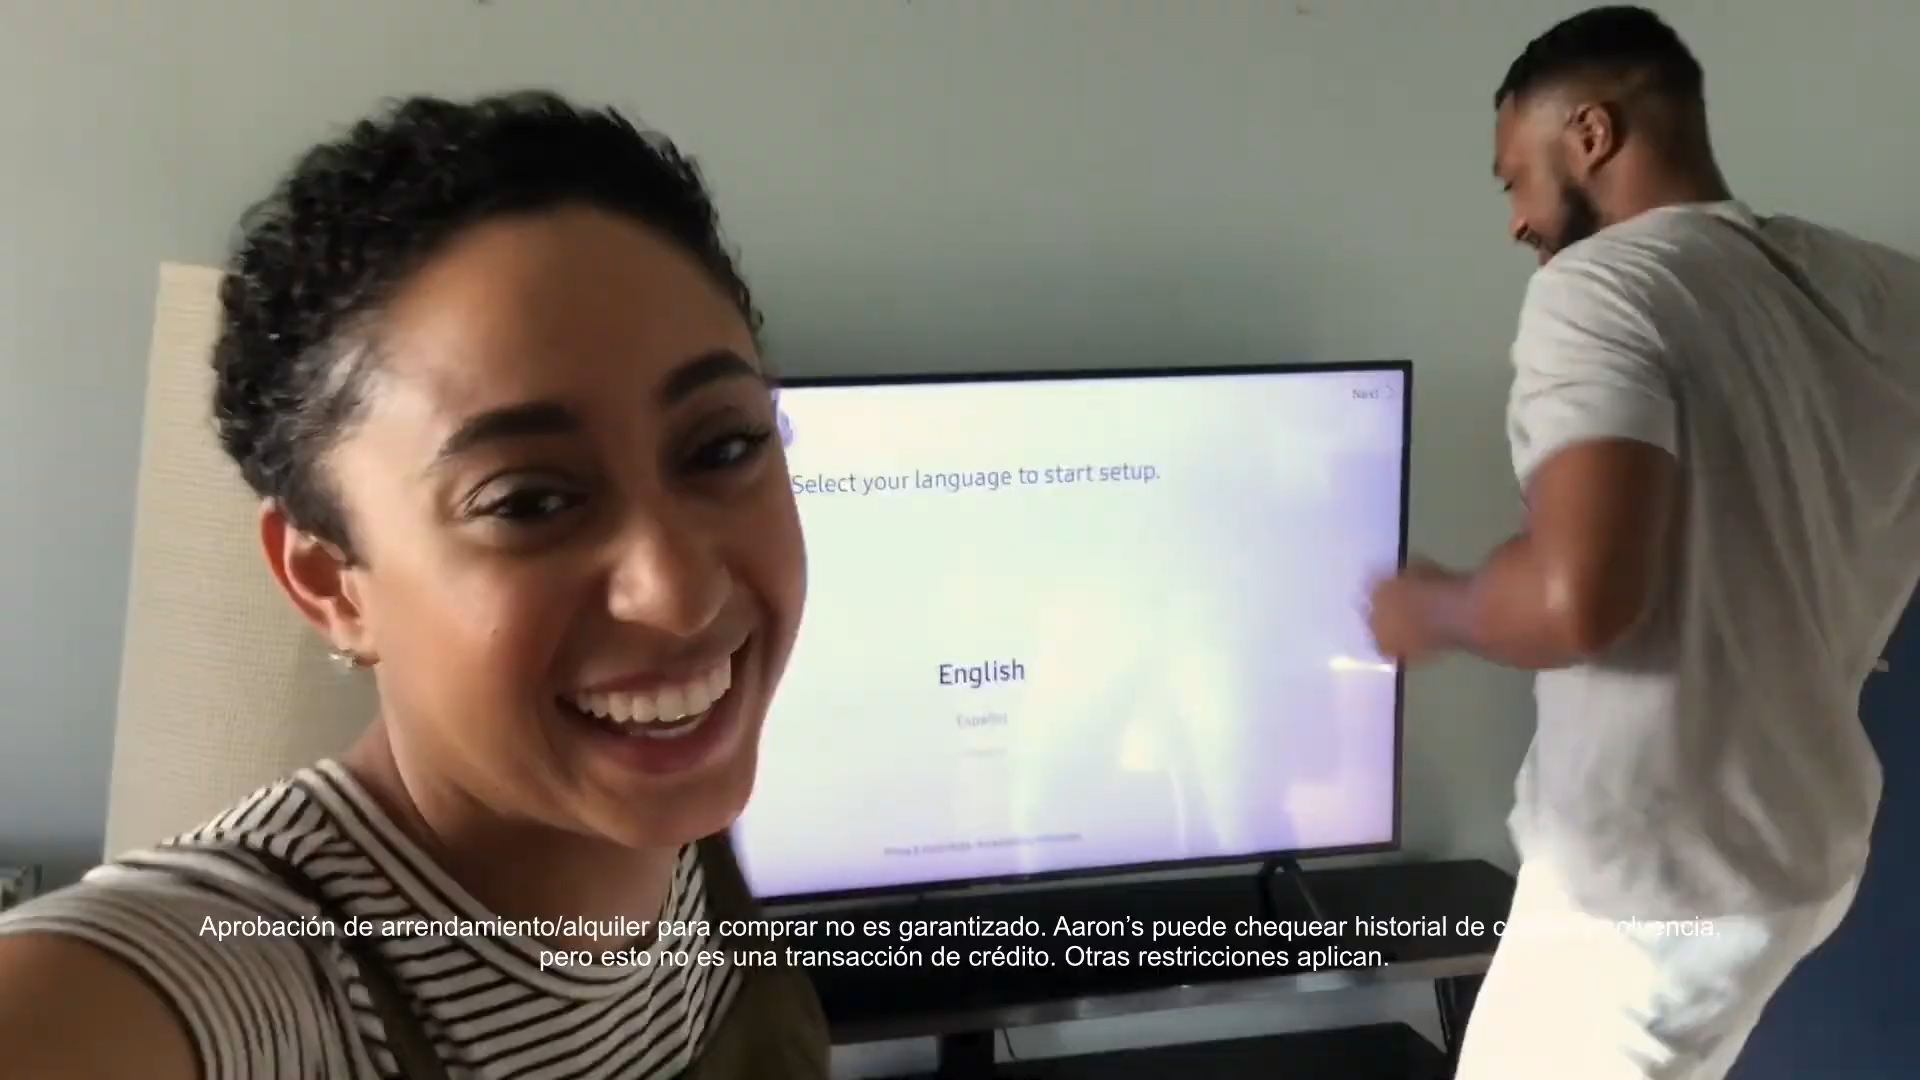 Next
Select your language to start setup.
English
Español
Aprobación de arrendamiento/alquiler para comprar no es garantizado. Aaron’s puede chequear historial de
pero esto no es una transacción de crédito. Otras restricciones aplican.